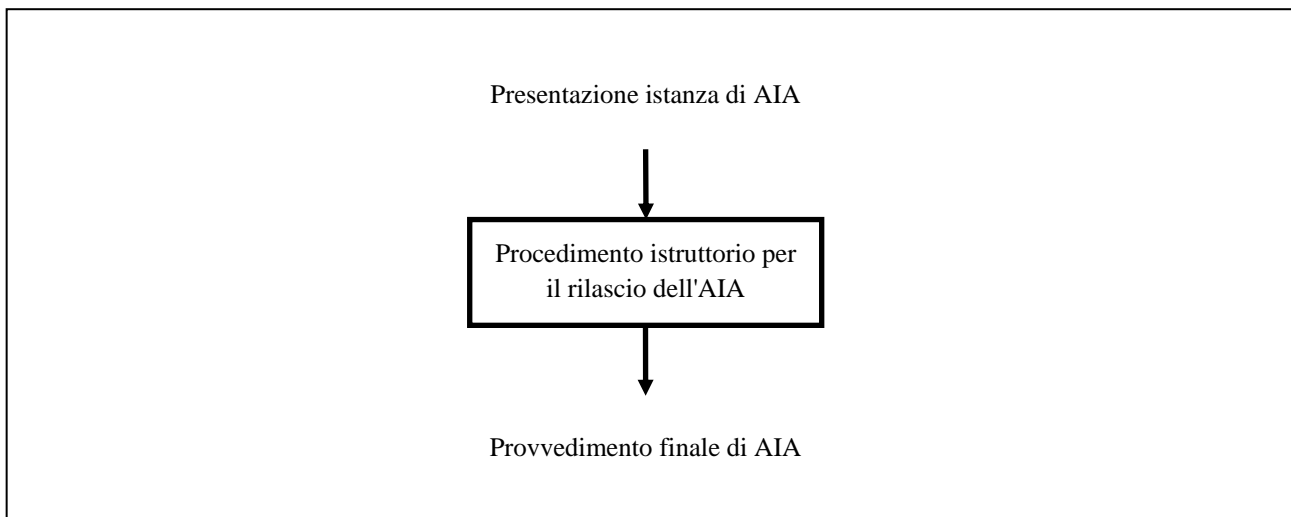 Presentazione istanza di AIA
Procedimento istruttorio per
il rilascio dell'AIA
Provvedimento finale di AIA